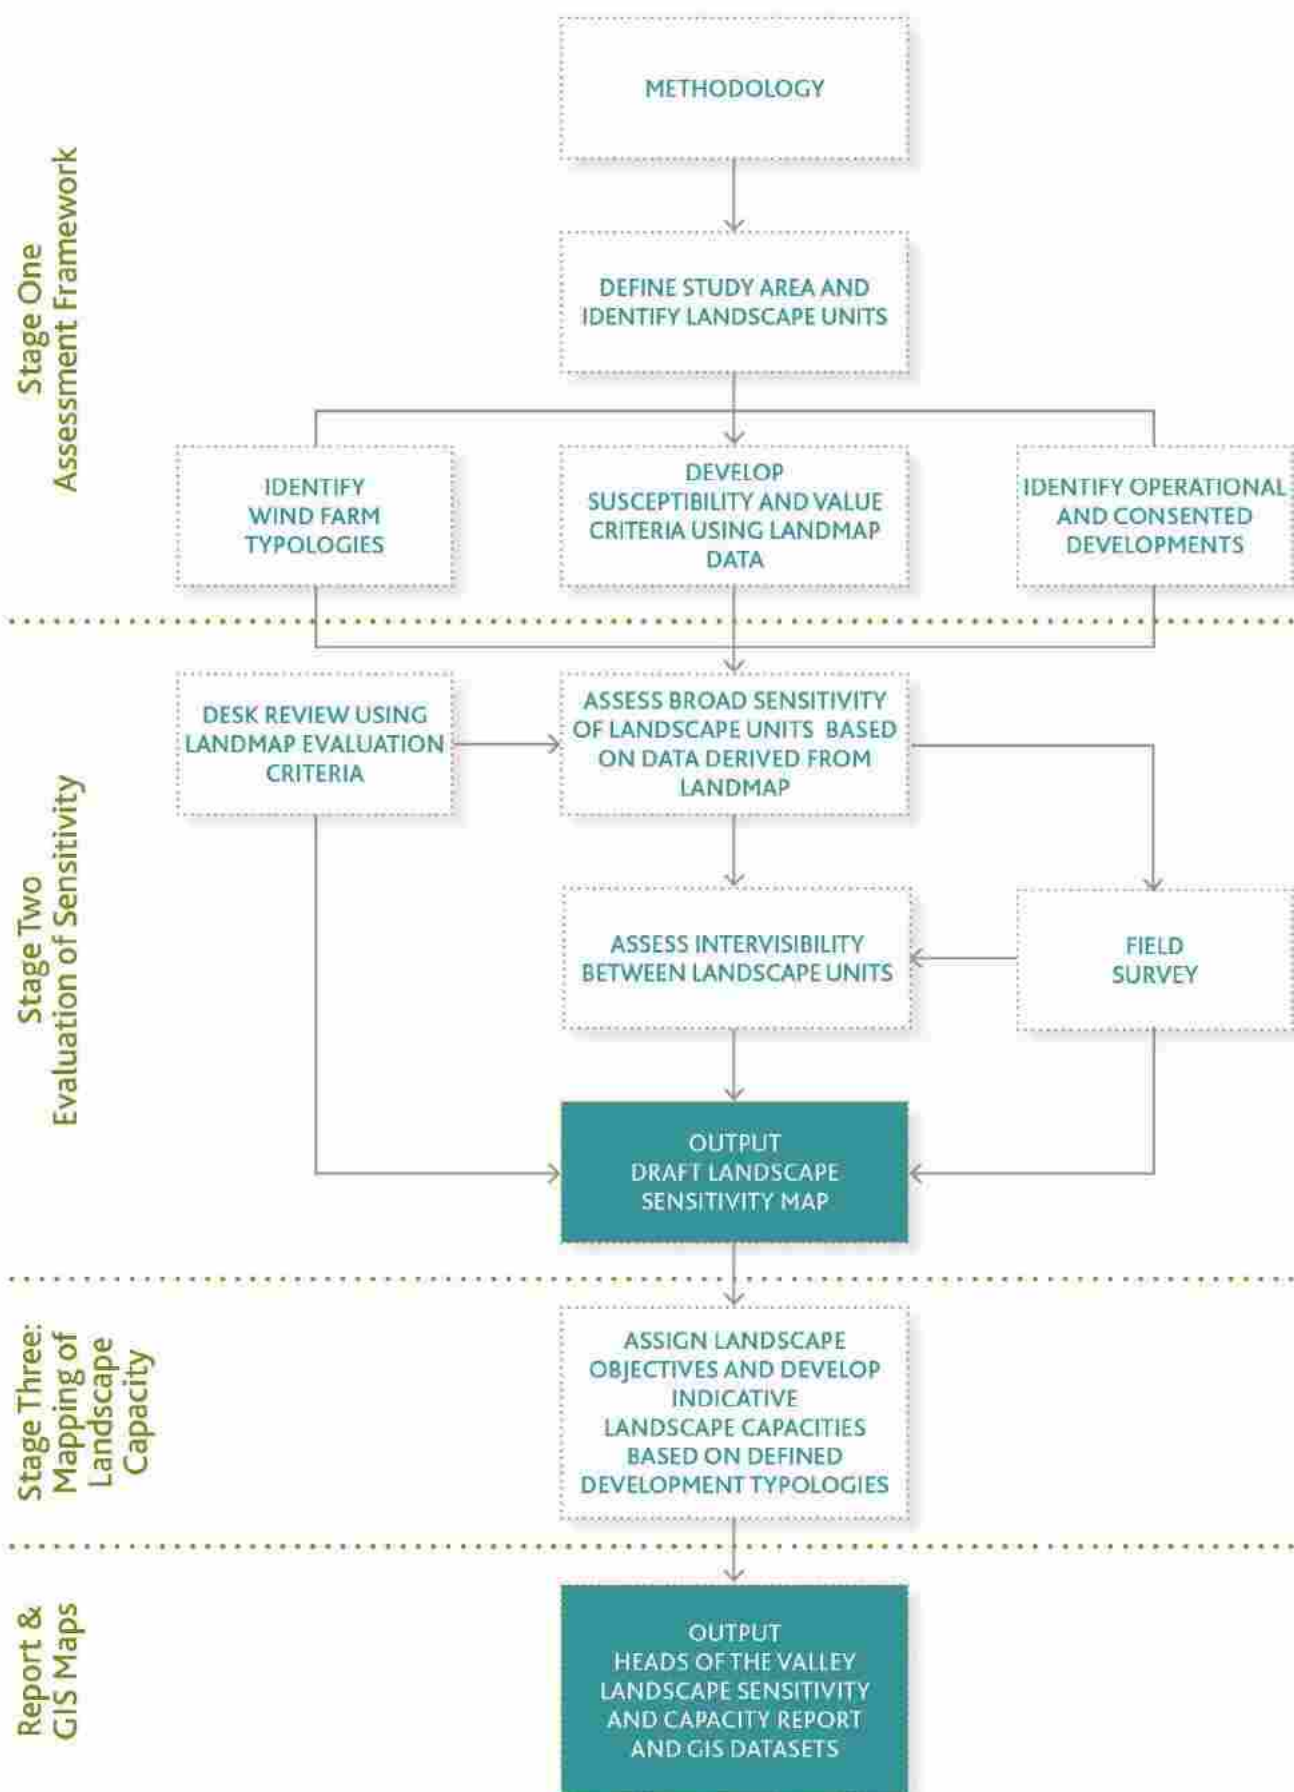 Stage One
Assessment Framework
METHODOLOGY
DEFINE STUDY AREA AND
IDENTIFY LANDSCAPE UNITS
IDENTIFY
WIND FARM
TYPOLOGIES
DEVELOP
SUSCEPTIBILITY AND VALUE
CRITERIA USING LANDMAP
DATA
IDENTIFY OPERATIONAL
AND CONSENTED
DEVELOPMENTS
Stage Two
Evaluation of Sensitivity
DESK REVIEW USING
LANDMAP EVALUATION
CRITERIA
ASSESS BROAD SENSITIVITY
OF LANDSCAPE UNITS BASED
ON DATA DERIVED FROM
LANDMAP
ASSESS INTERVISIBILITY
BETWEEN LANDSCAPE UNITS
FIELD
SURVEY
OUTPUT
DRAFT LANDSCAPE
SENSITIVITY MAP
Stage Three:
Mapping of
Landscape
Capacity
ASSIGN LANDSCAPE
OBJECTIVES AND DEVELOP
INDICATIVE
LANDSCAPE CAPACITIES
BASED ON DEFINED
DEVELOPMENT TYPOLOGIES
Report &
GIS Maps
OUTPUT
HEADS OF THE VALLEY
LANDSCAPE SENSITIVITY
AND CAPACITY REPORT
AND GIS DATASETS